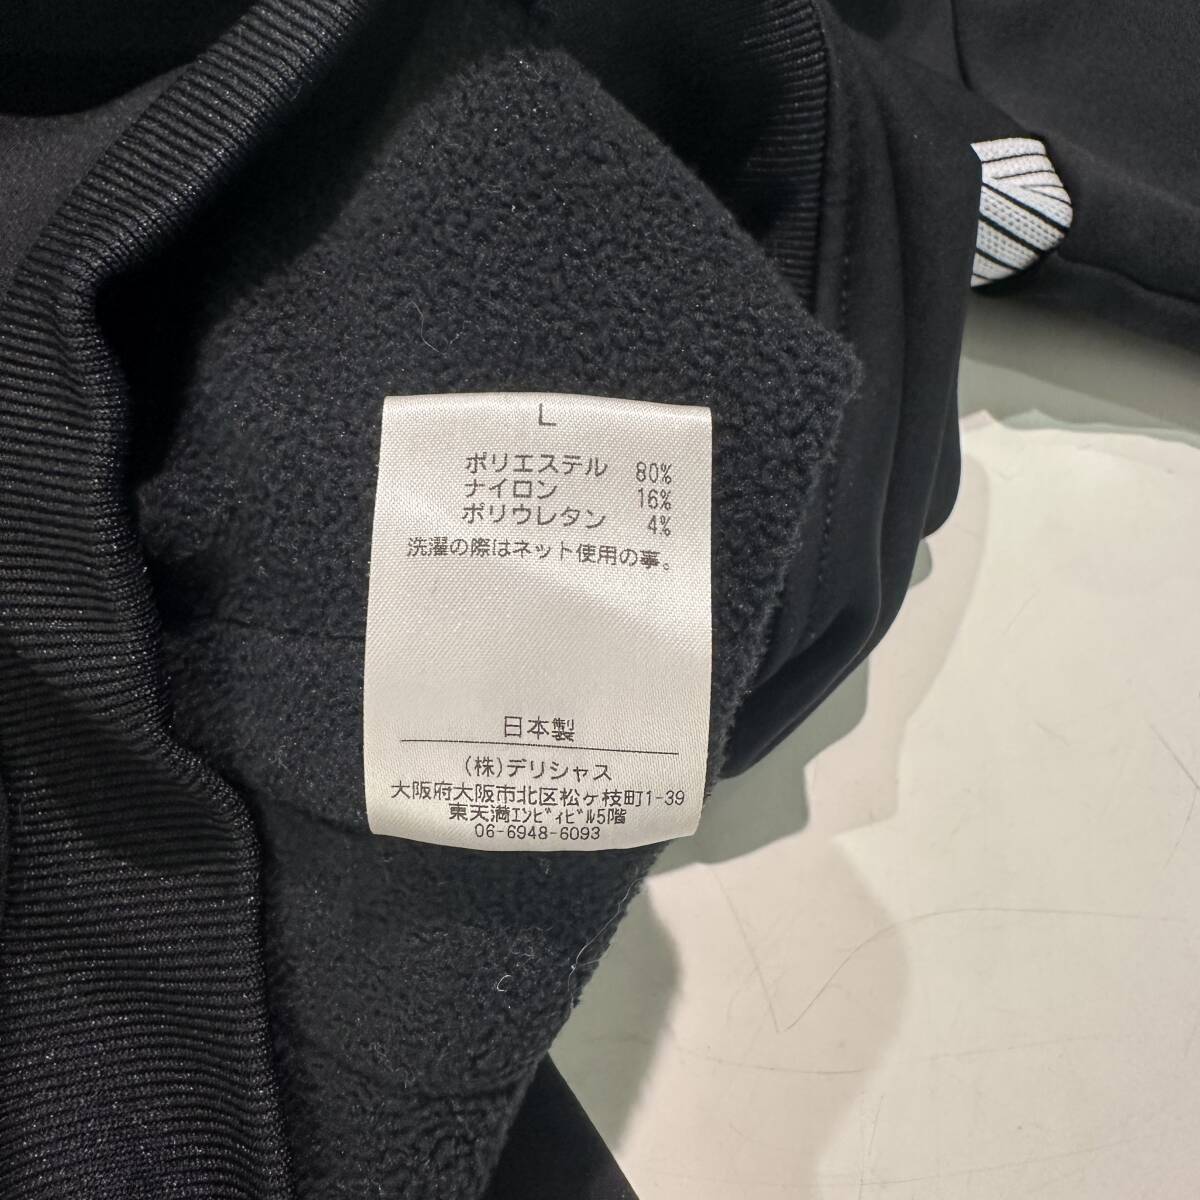 L
ポリエステル 80%
ナイロン 16%
ポリウレタン 4%
洗濯の際はネット使用の事。
日本製
(株)デリシャス
大阪府大阪市北区松ヶ枝町1-39
東天満ｴﾝﾋﾞｨﾋﾞﾙ5階
06-6948-6093